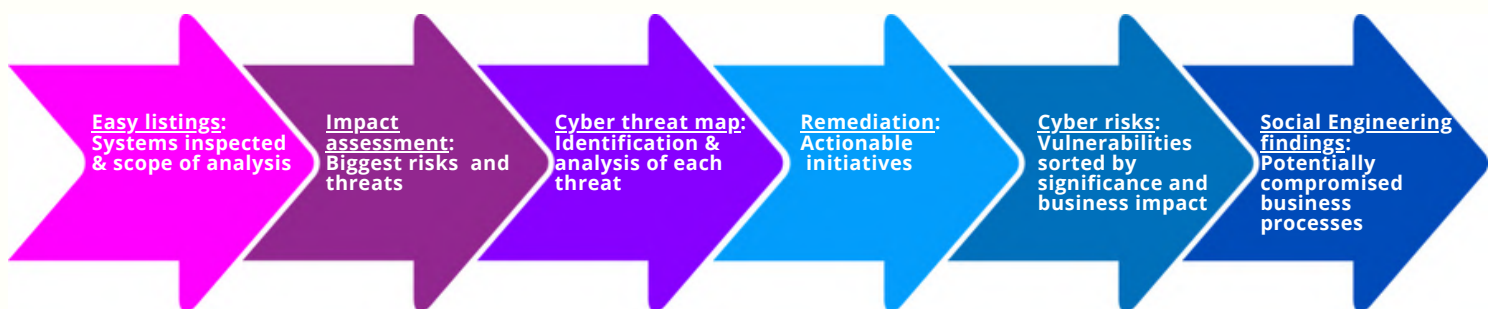 Easy listings:
Systems inspected
& scope of analysis
Impact
assessment:
Biggest risks and
threats
Cyber threat map:
Identification &
analysis of each
threat
Remediation:
Actionable
initiatives
Cyber risks:
Vulnerabilities
sorted by
significance and
business impact
Social Engineering
findings:
Potentially
compromised
business
processes